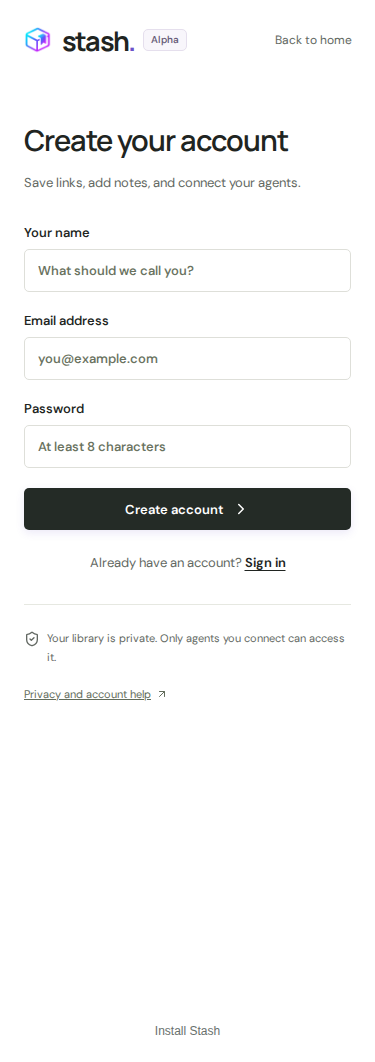 stash. Alpha Back to home
Create your account
Save links, add notes, and connect your agents.
Your name
What should we call you?
Email address
you@example.com
Password
At least 8 characters
Create account
Already have an account? Sign in
Your library is private. Only agents you connect can access
it.
Privacy and account help
Install Stash